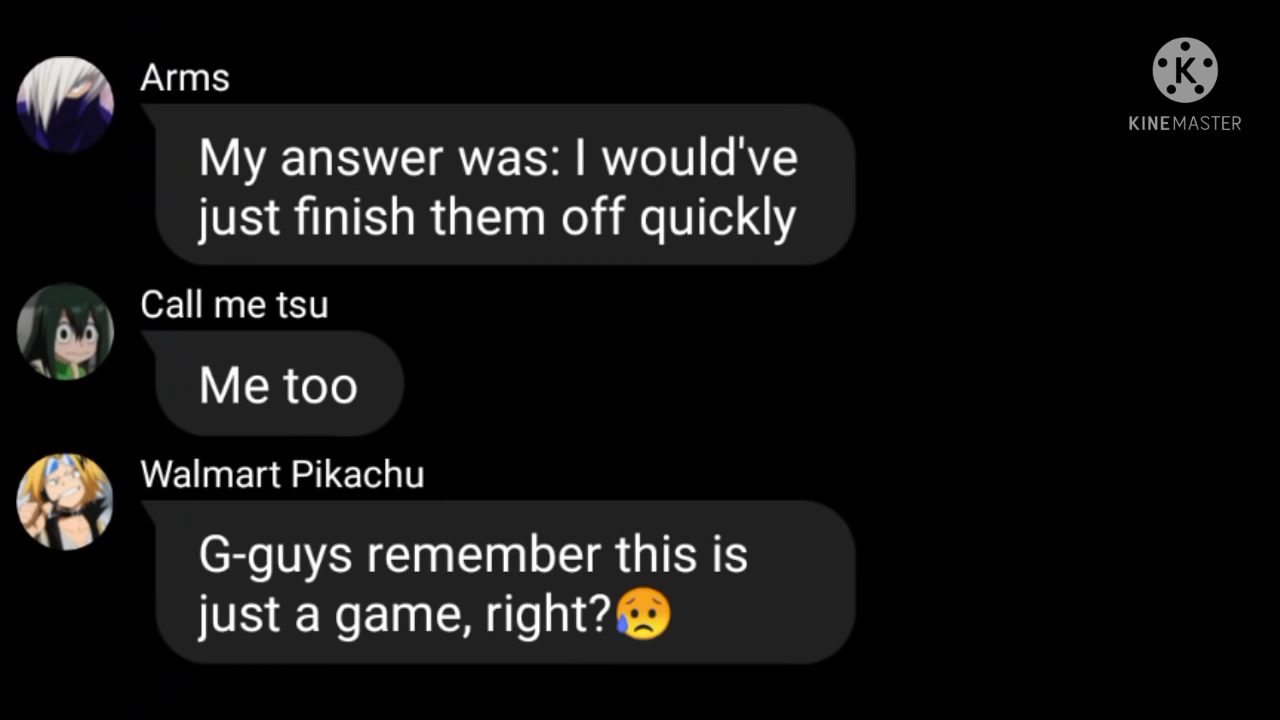 Arms
My answer was: I would've
just finish them off quickly
Call me tsu
Me too
Walmart Pikachu
G-guys remember this is
just a game, right?😥
K
KINEMASTER